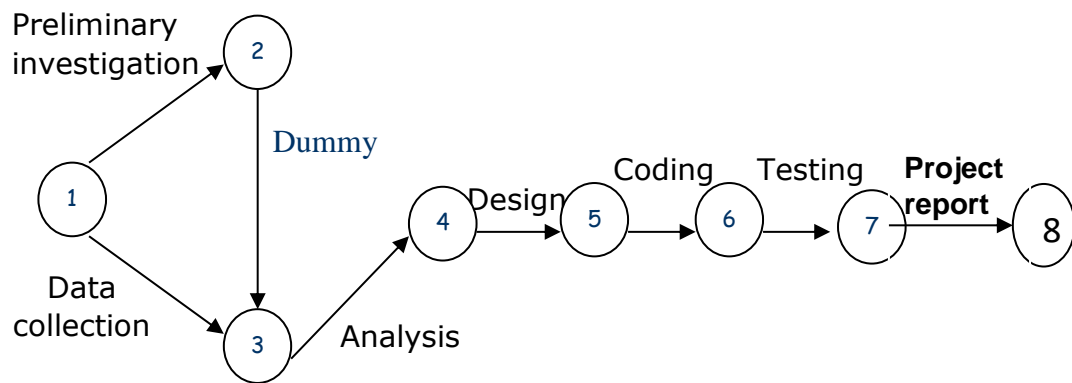 Preliminary
investigation
2
Dummy
1
Data
collection
3
Analysis
4
Design
5
Coding
6
Testing
7
Project
report
8